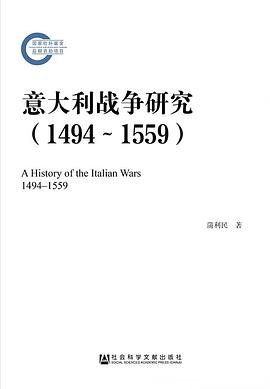 国家社科基金
后期资助项目
意大利战争研究
（1494～1559）
A History of the Italian Wars
1494–1559
蒲利民 著
社会科学文献出版社
SOCIAL SCIENCES ACADEMIC PRESS (CHINA)